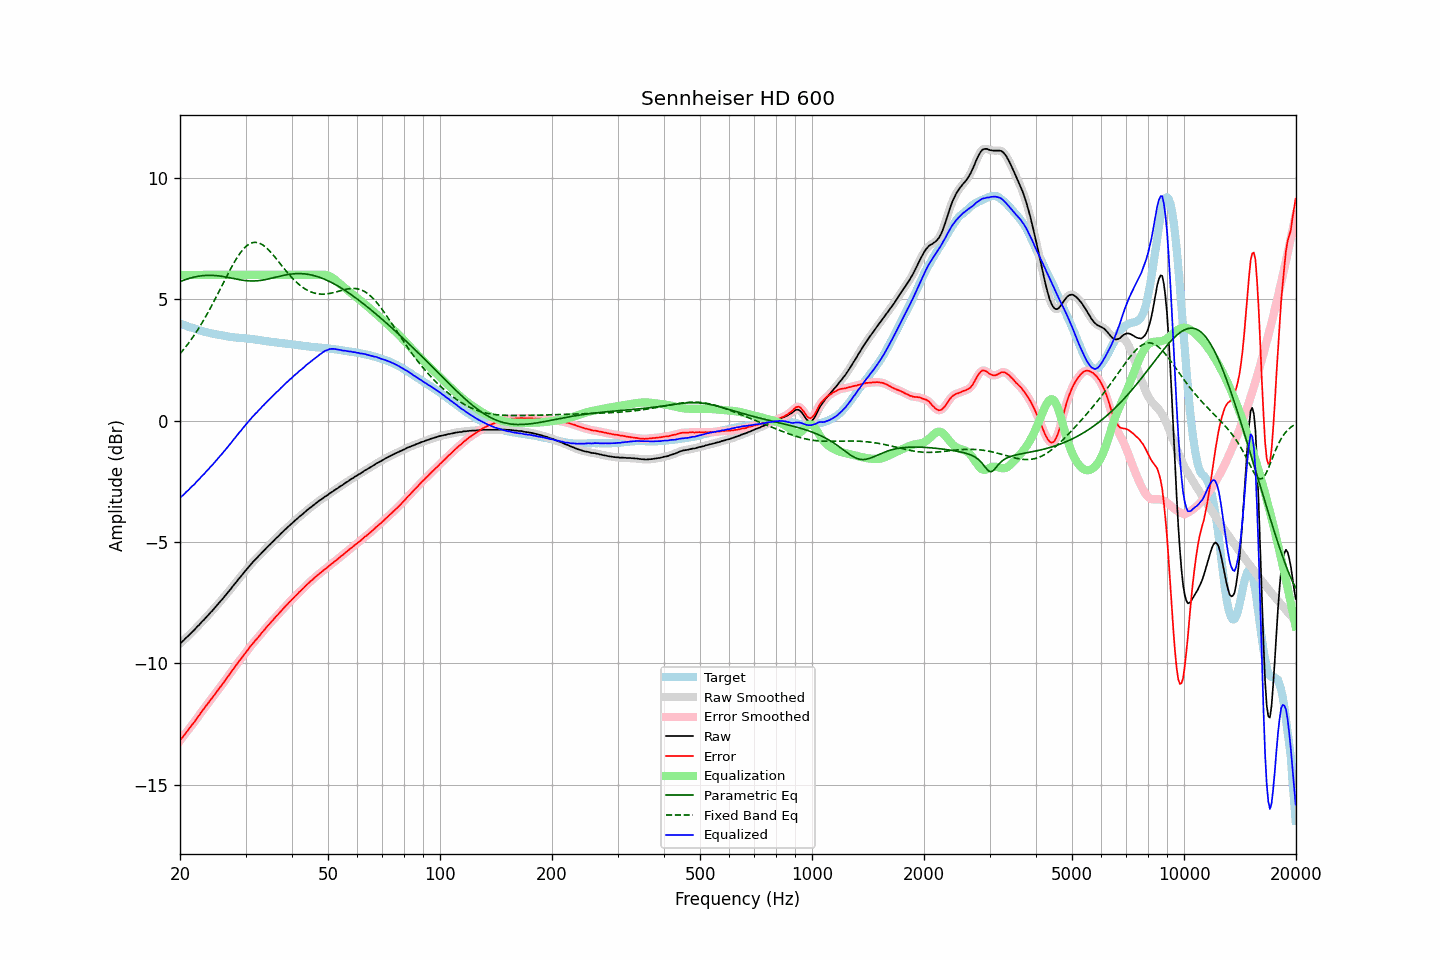 Sennheiser HD 600
Amplitude (dBr)
10
5
0
−5
−10
−15
Target
Raw Smoothed
Error Smoothed
Raw
Error
Equalization
Parametric Eq
Fixed Band Eq
Equalized
20 50 100 200 500 1000 2000 5000 10000 20000
Frequency (Hz)